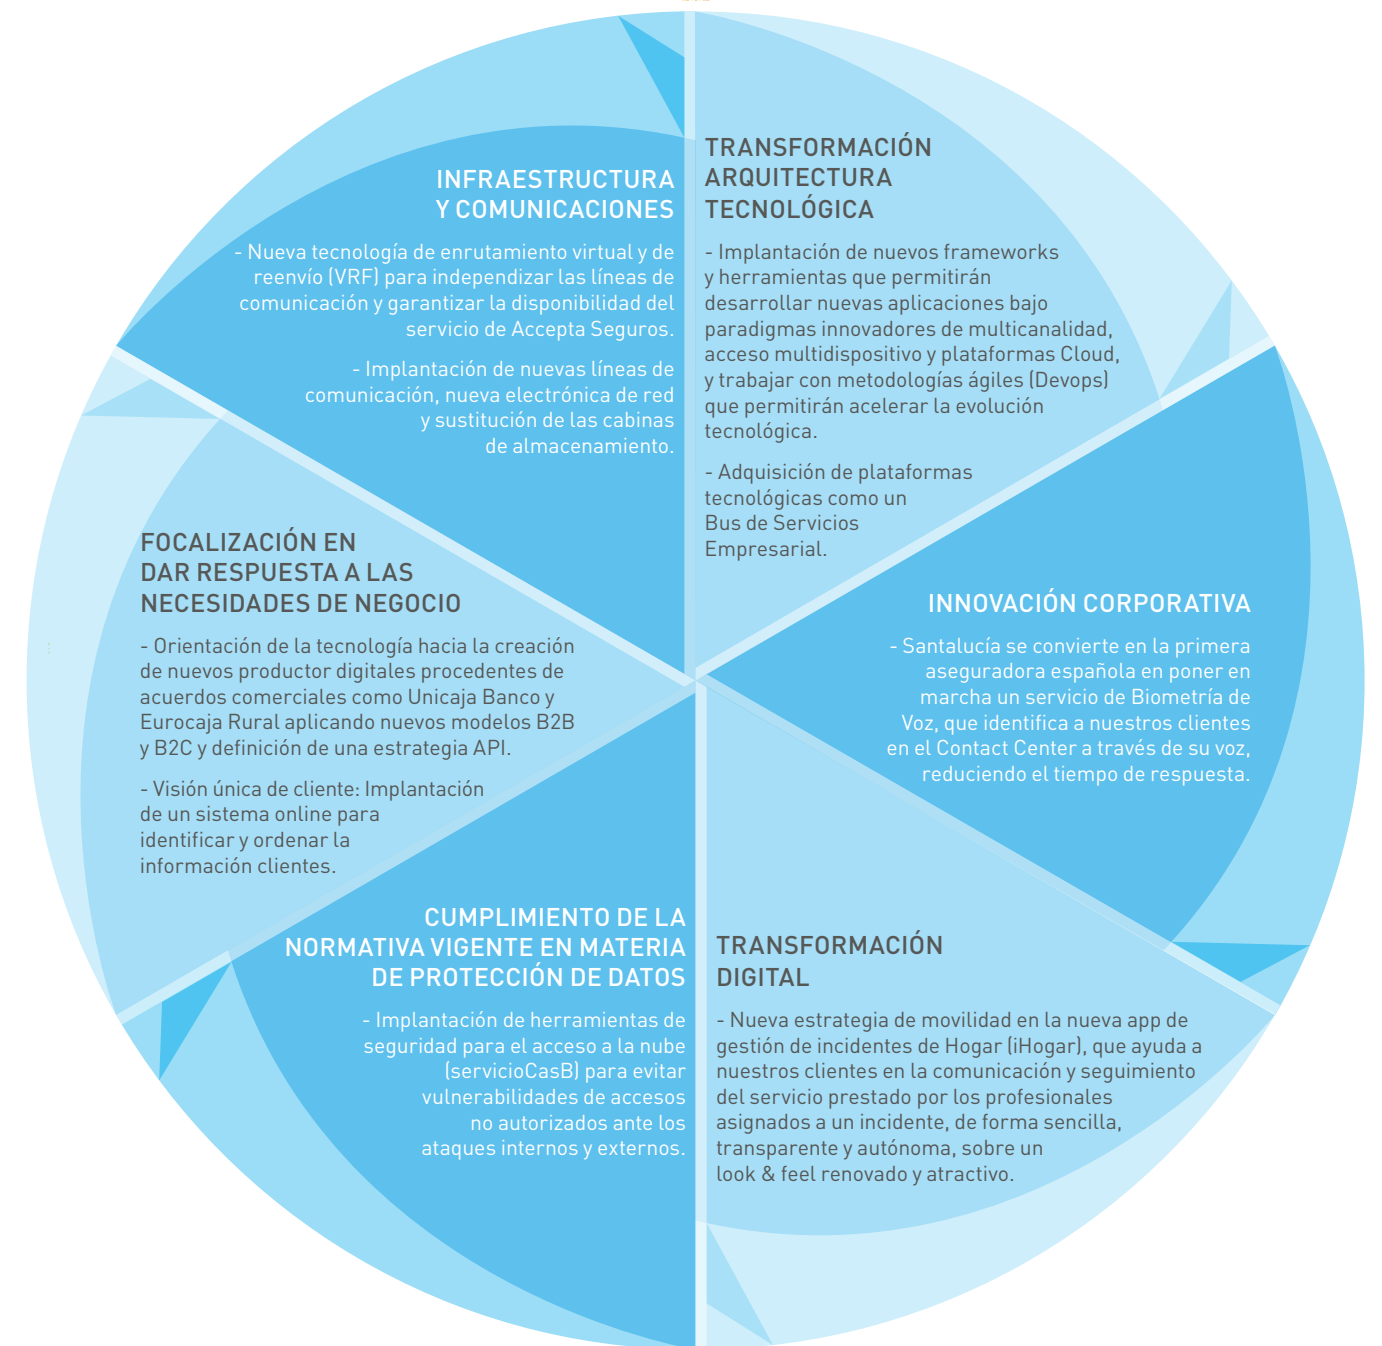 INFRAESTRUCTURA
Y COMUNICACIONES
- Nueva tecnología de enrutamiento virtual y de
reenvío (VRF) para independizar las líneas de
comunicación y garantizar la disponibilidad del
servicio de Accepta Seguros.
- Implantación de nuevas líneas de
comunicación, nueva electrónica de red
y sustitución de las cabinas
de almacenamiento.
TRANSFORMACIÓN
ARQUITECTURA
TECNOLÓGICA
- Implantación de nuevos frameworks
y herramientas que permitirán
desarrollar nuevas aplicaciones bajo
paradigmas innovadores de multicanalidad,
acceso multidispositivo y plataformas Cloud,
y trabajar con metodologías ágiles (Devops)
que permitirán acelerar la evolución
tecnológica.
- Adquisición de plataformas
tecnológicas como un
Bus de Servicios
Empresarial.
FOCALIZACIÓN EN
DAR RESPUESTA A LAS
NECESIDADES DE NEGOCIO
- Orientación de la tecnología hacia la creación
de nuevos productor digitales procedentes de
acuerdos comerciales como Unicaja Banco y
Eurocaja Rural aplicando nuevos modelos B2B
y B2C y definición de una estrategia API.
- Visión única de cliente: Implantación
de un sistema online para
identificar y ordenar la
información clientes.
INNOVACIÓN CORPORATIVA
- Santalucía se convierte en la primera
aseguradora española en poner en
marcha un servicio de Biometría de
Voz, que identifica a nuestros clientes
en el Contact Center a través de su voz,
reduciendo el tiempo de respuesta.
CUMPLIMIENTO DE LA
NORMATIVA VIGENTE EN MATERIA
DE PROTECCIÓN DE DATOS
- Implantación de herramientas de
seguridad para el acceso a la nube
(servicioCasB) para evitar
vulnerabilidades de accesos
no autorizados ante los
ataques internos y externos.
TRANSFORMACIÓN
DIGITAL
- Nueva estrategia de movilidad en la nueva app de
gestión de incidentes de Hogar (iHogar), que ayuda a
nuestros clientes en la comunicación y seguimiento
del servicio prestado por los profesionales
asignados a un incidente, de forma sencilla,
transparente y autónoma, sobre un
look & feel renovado y atractivo.